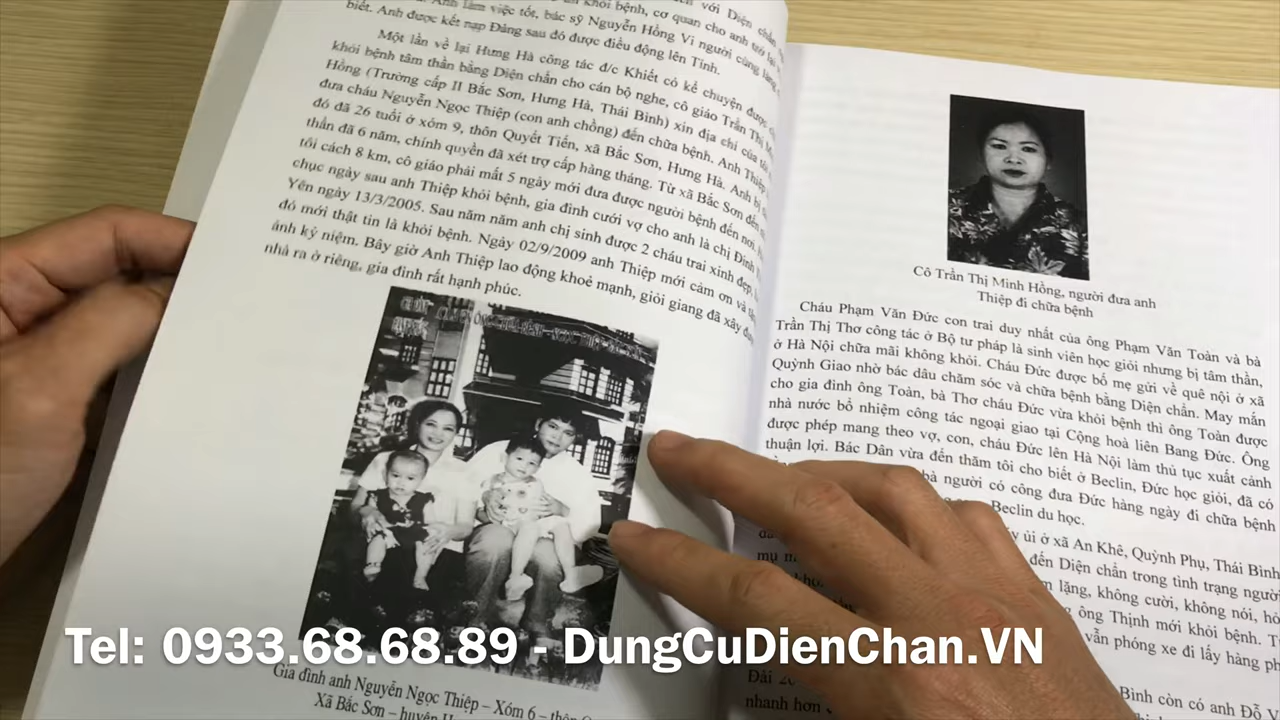 khỏi bệnh, cơ quan cho anh trở lại
biết. Anh được kết nạp Đảng sau đó được điều động lên Tỉnh.
Một lần về lại Hưng Hà công tác đ/c Khiết có kể chuyện được
khỏi bệnh tâm thần bằng Diện chẩn cho cán bộ nghe, cô giáo Trần Thị
Hồng (Trường cấp II Bắc Sơn, Hưng Hà, Thái Bình) xin địa chỉ của tôi
đưa cháu Nguyễn Ngọc Thiệp (con anh chồng) đến chữa bệnh. Anh Thiệp
đó đã 26 tuổi ở xóm 9, thôn Quyết Tiến, xã Bắc Sơn, Hưng Hà. Anh bị
thần đã 6 năm, chính quyền đã xét trợ cấp hàng tháng. Từ xã Bắc Sơn đến
tôi cách 8 km, cô giáo phải mất 5 ngày mới đưa được người bệnh đến nơi.
chục ngày sau anh Thiệp khỏi bệnh, gia đình cưới vợ cho anh là chị Đinh
Yên ngày 13/3/2005. Sau năm năm anh chị sinh được 2 cháu trai xinh đẹp,
đó mới thật tin là khỏi bệnh. Ngày 02/9/2009 anh Thiệp mới cảm ơn và
ảnh kỷ niệm. Bây giờ Anh Thiệp lao động khoẻ mạnh, giỏi giang đã xây được
nhà ra ở riêng, gia đình rất hạnh phúc.
Gia đình anh Nguyễn Ngọc Thiệp – Xóm 6 – thôn
Xã Bắc Sơn – huyện
Cô Trần Thị Minh Hồng, người đưa anh
Thiệp đi chữa bệnh
Cháu Phạm Văn Đức con trai duy nhất của ông Phạm Văn Toàn và bà
Trần Thị Thơ công tác ở Bộ tư pháp là sinh viên học giỏi nhưng bị tâm thần,
ở Hà Nội chữa mãi không khỏi. Cháu Đức được bố mẹ gửi về quê nội ở xã
Quỳnh Giao nhờ bác dâu chăm sóc và chữa bệnh bằng Diện chẩn. May mắn
cho gia đình ông Toàn, bà Thơ cháu Đức vừa khỏi bệnh thì ông Toàn được
nhà nước bổ nhiệm công tác ngoại giao tại Cộng hoà liên Bang Đức. Ông
được phép mang theo vợ, con, cháu Đức lên Hà Nội làm thủ tục xuất cảnh
thuận lợi. Bác Dân vừa đến thăm tôi cho biết ở Beclin, Đức học giỏi, đã có
bà người có công đưa Đức hàng ngày đi chữa bệnh
Beclin du học.
ủi ở xã An Khê, Quỳnh Phụ, Thái Bình
đến Diện chẩn trong tình trạng người
lặng, không cười, không nói,
ông Thịnh mới khỏi bệnh.
vẫn phóng xe đi lấy hàng
Đài
nhanh hơn
Bình còn có anh Đỗ
Tel: 0933.68.68.89 - DungCuDienChan.VN